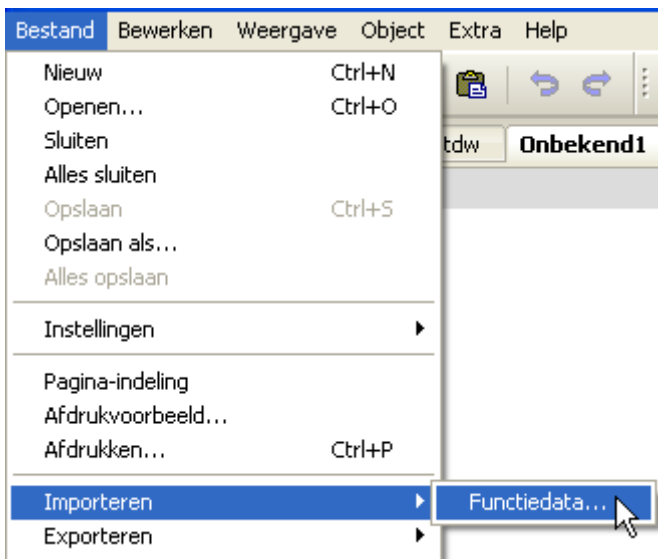 Bestand Bewerken Weergave Object Extra Help
Nieuw Ctrl+N
Openen... Ctrl+O
Sluiten
tdw Onbekend1
Alles sluiten
Opslaan Ctrl+S
Opslaan als...
Alles opslaan
Instellingen
Pagina-indeling
Afdrukvoorbeeld...
Afdrukken... Ctrl+P
Importeren Functiedata...
Exporteren